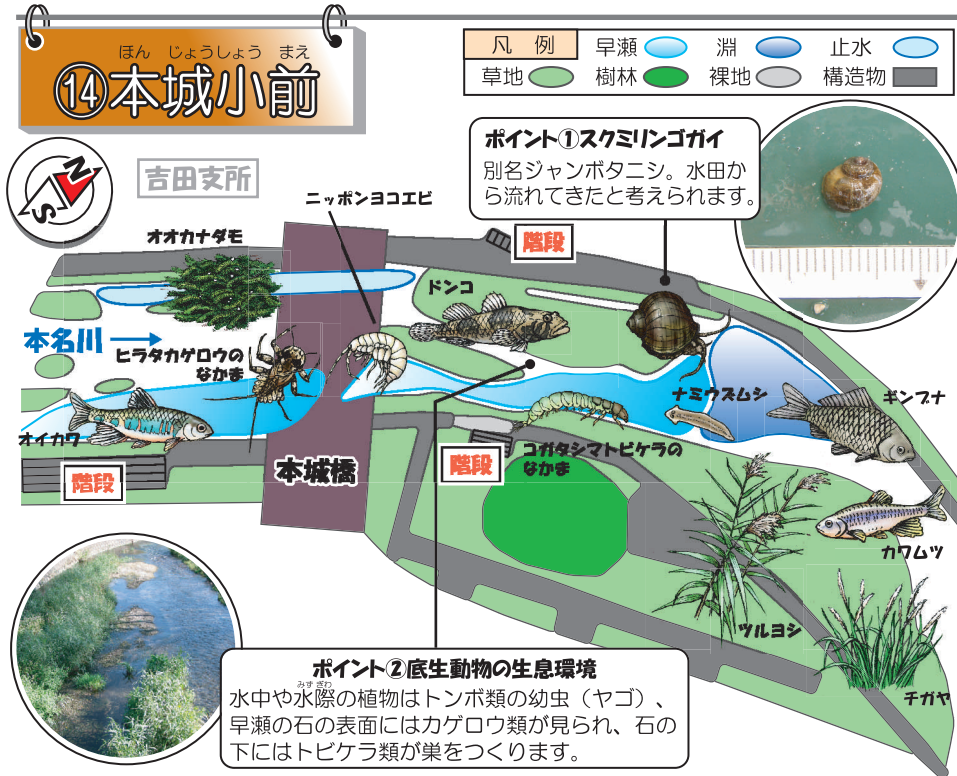 ほん じょうしょう まえ
⑭本城小前
凡例 早瀬 淵 止水
草地 樹林 裸地 構造物
N
S
吉田支所
ポイント①スクミリンゴガイ
別名ジャンボタニシ。水田か
ら流れてきたと考えられます。
ニッポンヨコエビ
オオカナダモ
階段
ドンコ
本名川
ヒラタカゲロウの
なかま
ナミウズムシ
ギンブナ
オイカワ
階段
本城橋
階段
コガタシマトビケラの
なかま
カワムツ
ツルヨシ
チガヤ
ポイント②底生動物の生息環境
みずぎわ
水中や水際の植物はトンボ類の幼虫（ヤゴ）、
早瀬の石の表面にはカゲロウ類が見られ、石の
下にはトビケラ類が巣をつくります。